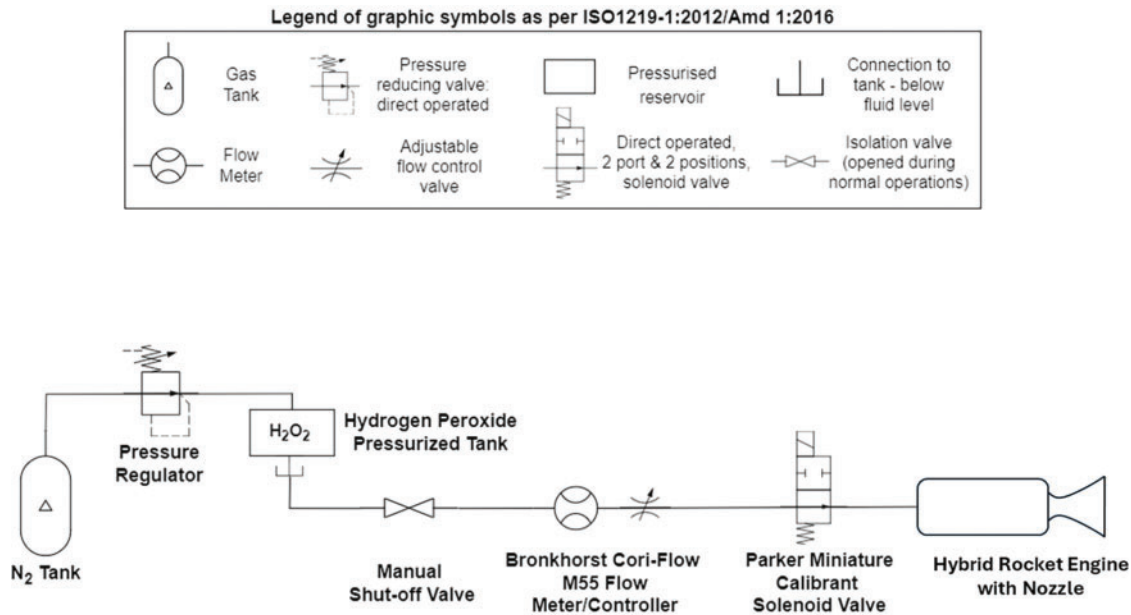 Legend of graphic symbols as per ISO1219-1:2012/Amd 1:2016
Gas
Tank
Pressure
reducing valve:
direct operated
Pressurised
reservoir
Connection to
tank - below
fluid level
Flow
Meter
Adjustable
flow control
valve
Direct operated,
2 port & 2 positions,
solenoid valve
Isolation valve
(opened during
normal operations)
Pressure
Regulator
H₂O₂
Hydrogen Peroxide
Pressurized Tank
N₂ Tank
Manual
Shut-off Valve
Bronkhorst Cori-Flow
M55 Flow
Meter/Controller
Parker Miniature
Calibrant
Solenoid Valve
Hybrid Rocket Engine
with Nozzle